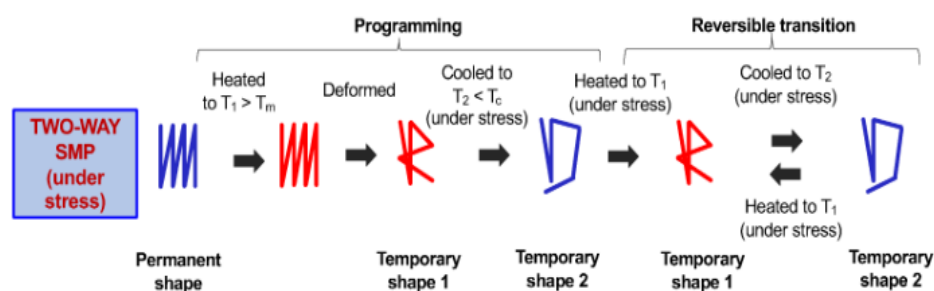 Programming
Reversible transition
Heated
to T₁ > Tₘ
Deformed
Cooled to
T₂ < T꜀
(under stress)
Heated to T₁
(under stress)
Cooled to T₂
(under stress)
TWO-WAY
SMP
(under
stress)
Heated to T₁
(under stress)
Permanent
shape
Temporary
shape 1
Temporary
shape 2
Temporary
shape 1
Temporary
shape 2